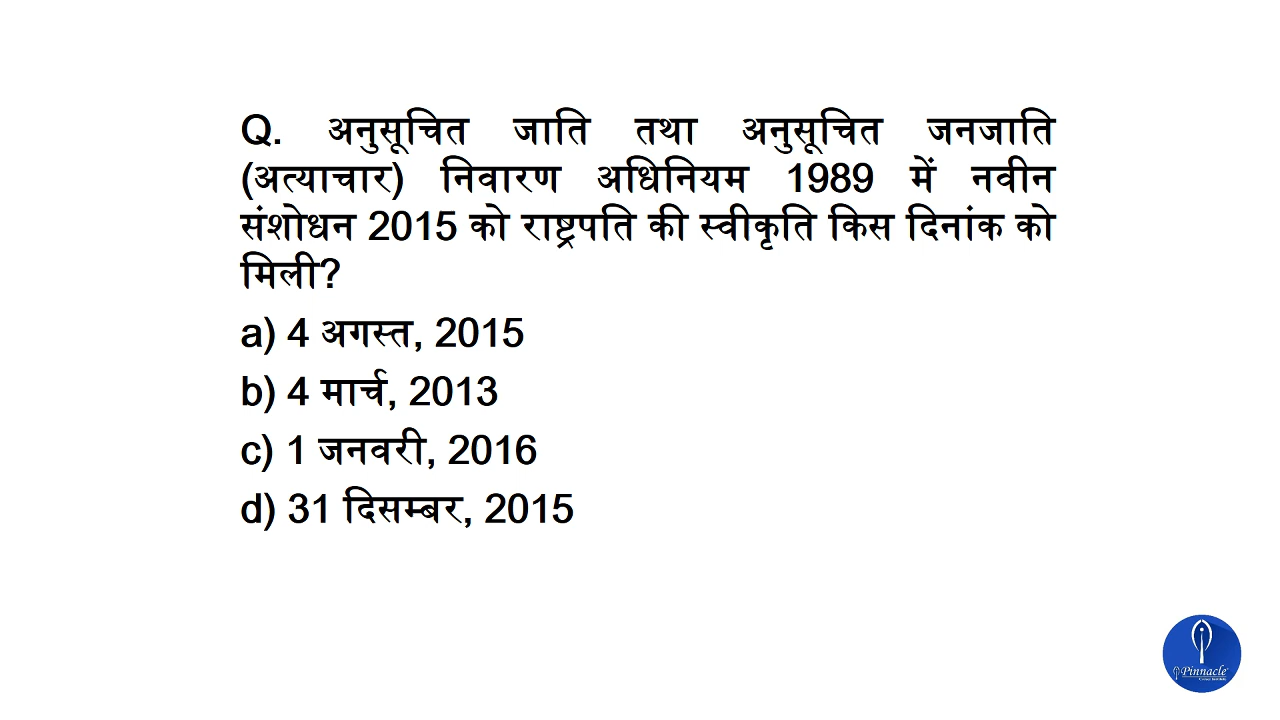 Q. अनुसूचित जाति तथा अनुसूचित जनजाति
(अत्याचार) निवारण अधिनियम 1989 में नवीन
संशोधन 2015 को राष्ट्रपति की स्वीकृति किस दिनांक को
मिली?
a) 4 अगस्त, 2015
b) 4 मार्च, 2013
c) 1 जनवरी, 2016
d) 31 दिसम्बर, 2015
Pinnacle